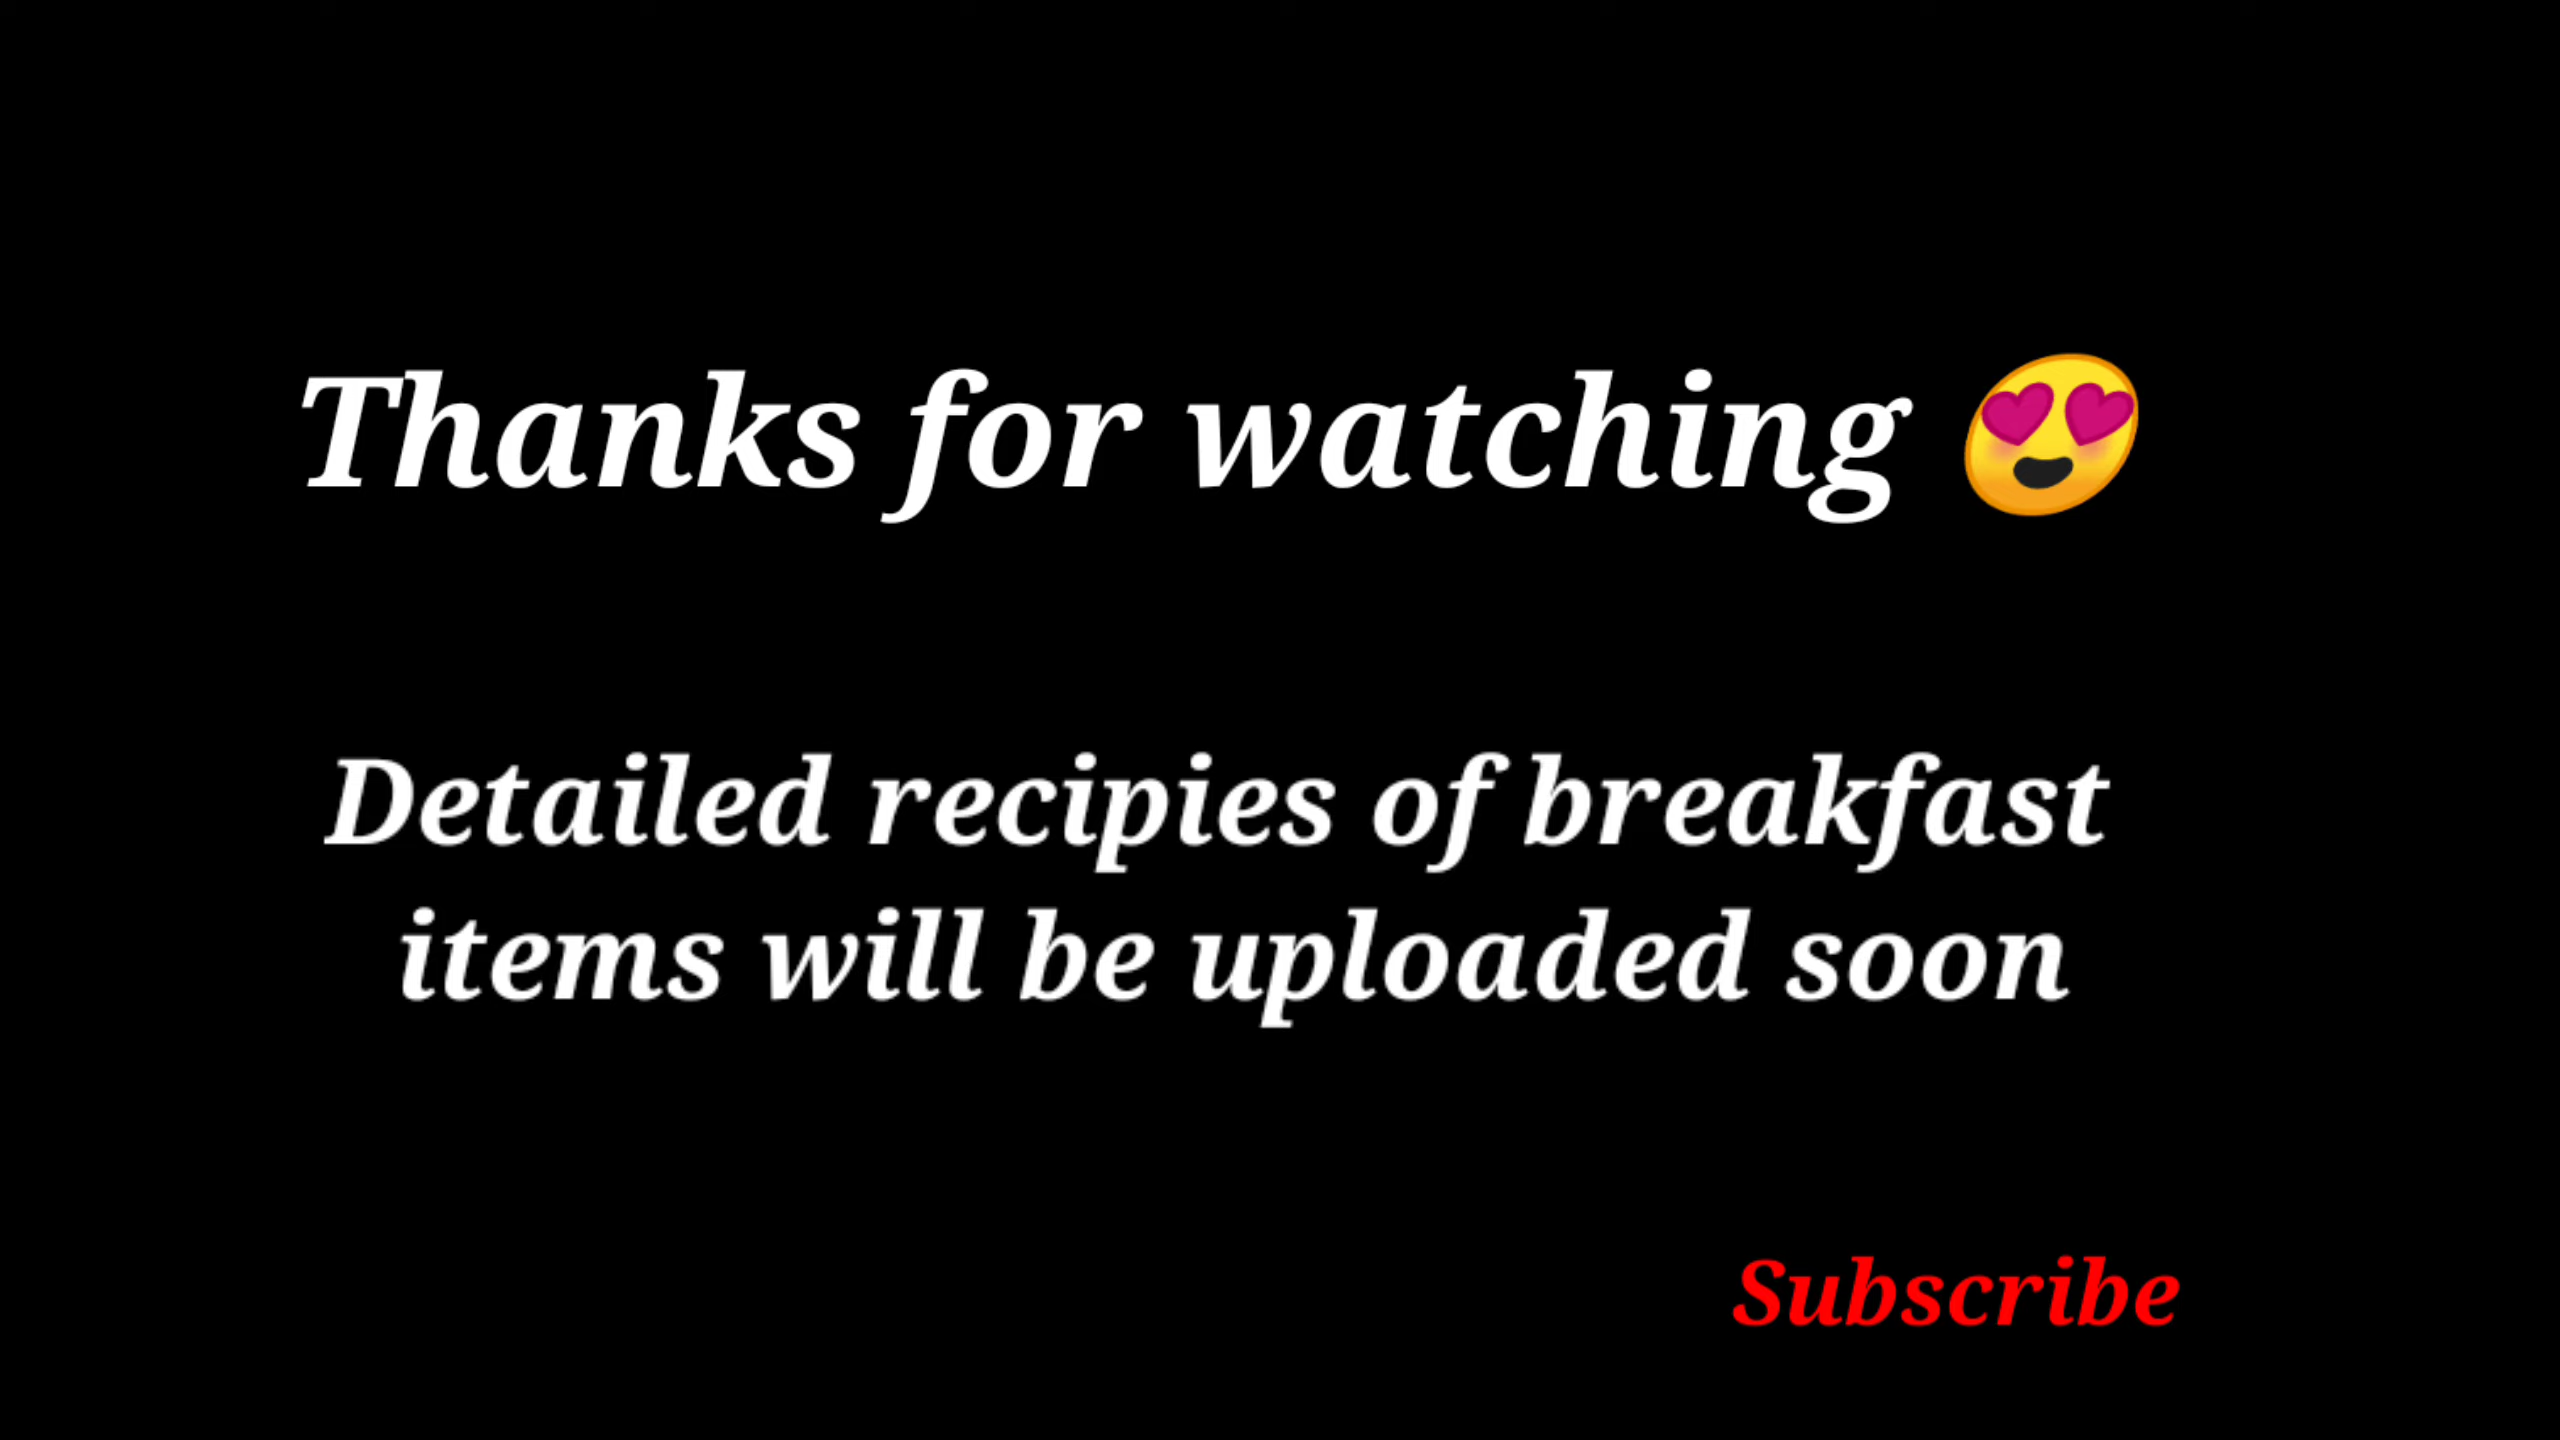 Thanks for watching 😍
Detailed recipies of breakfast
items will be uploaded soon
Subscribe